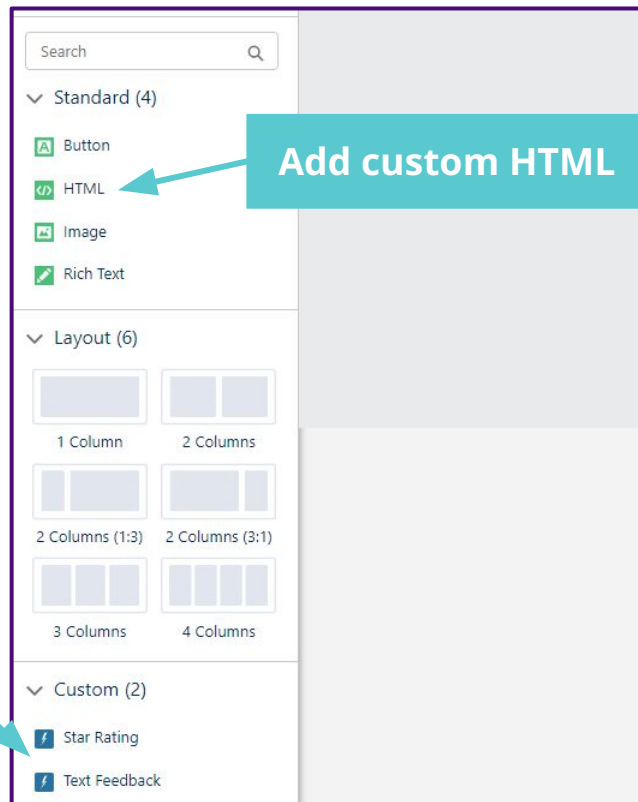 Search
Standard (4)
Button
Add custom HTML
HTML
Image
Rich Text
Layout (6)
1 Column
2 Columns
2 Columns (1:3)
2 Columns (3:1)
3 Columns
4 Columns
Custom (2)
Star Rating
Text Feedback